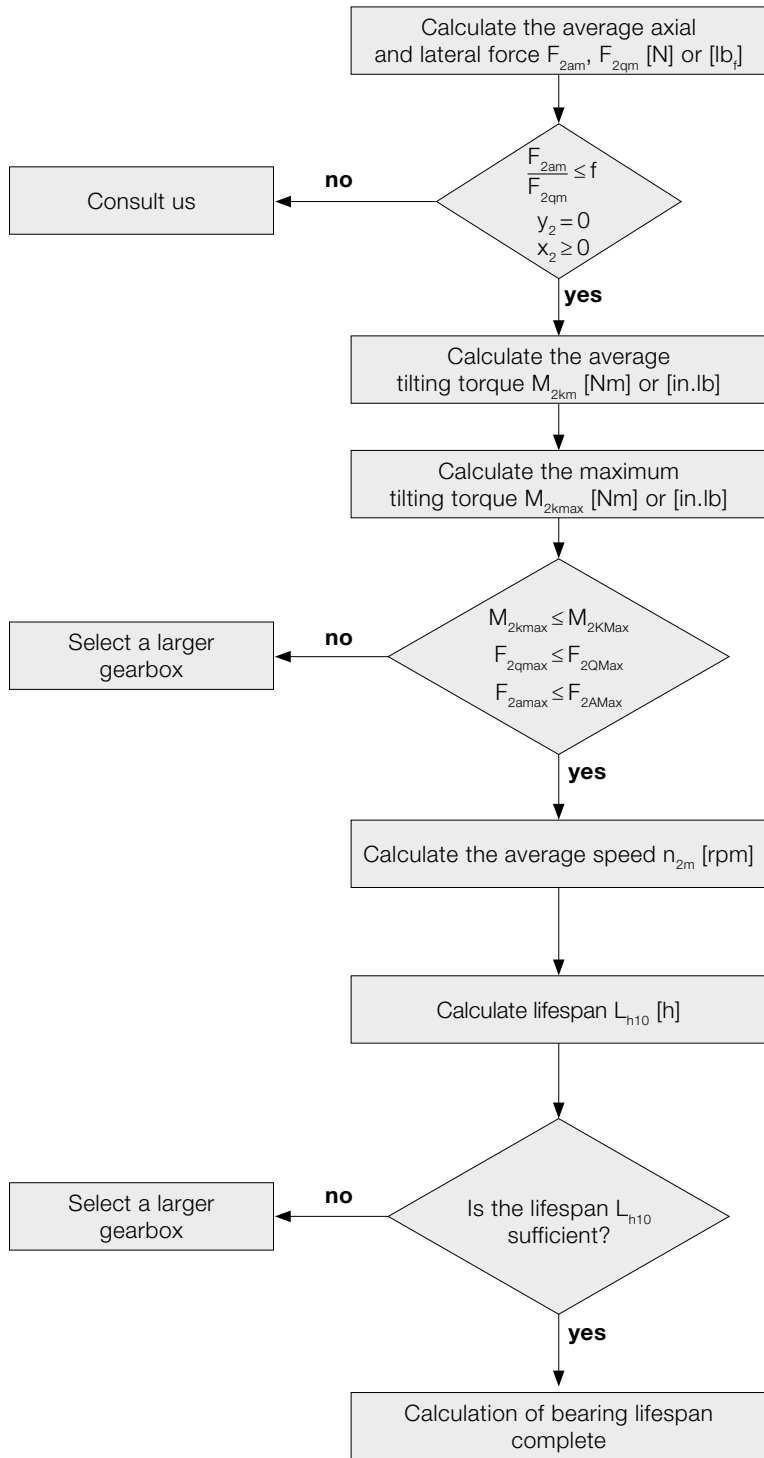 Calculate the average axial
and lateral force F₂ₐₘ, F₂qₘ [N] or [lb_f]
F₂ₐₘ
F₂qₘ
≤ f
y₂ = 0
x₂ ≥ 0
no
Consult us
yes
Calculate the average
tilting torque M₂ₖₘ [Nm] or [in.lb]
Calculate the maximum
tilting torque M₂ₖₘₐₓ [Nm] or [in.lb]
M₂ₖₘₐₓ ≤ M₂KMax
F₂qmax ≤ F₂QMax
F₂amax ≤ F₂AMax
no
Select a larger
gearbox
yes
Calculate the average speed n₂ₘ [rpm]
Calculate lifespan Lₕ₁₀ [h]
Is the lifespan Lₕ₁₀
sufficient?
no
Select a larger
gearbox
yes
Calculation of bearing lifespan
complete